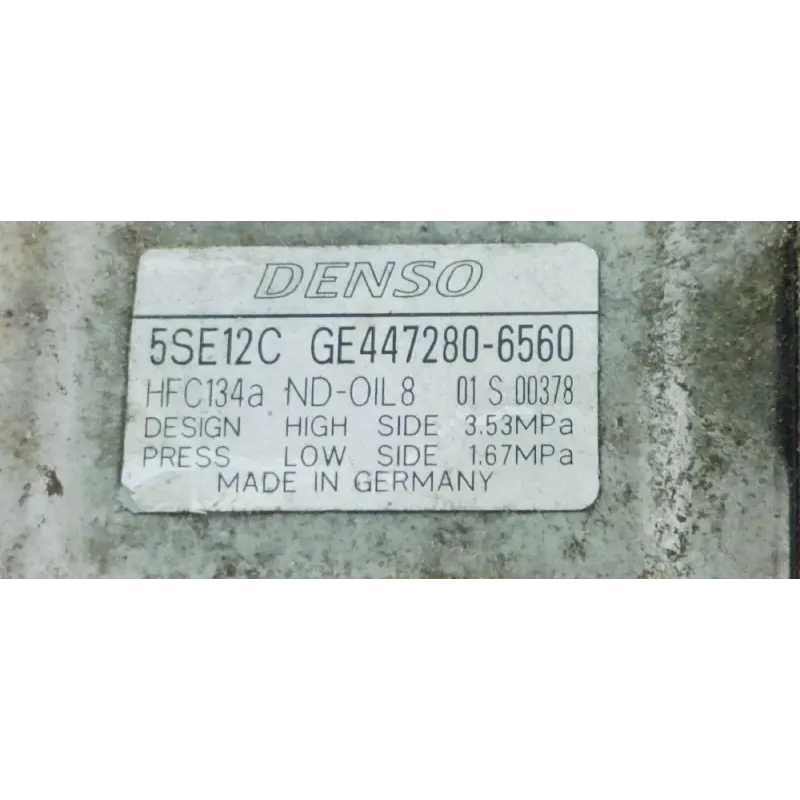 DENSO
5SE12C GE447280-6560
HFC134a ND-OIL8 01 S 00378
DESIGN HIGH SIDE 3.53MPa
PRESS LOW SIDE 1.67MPa
MADE IN GERMANY